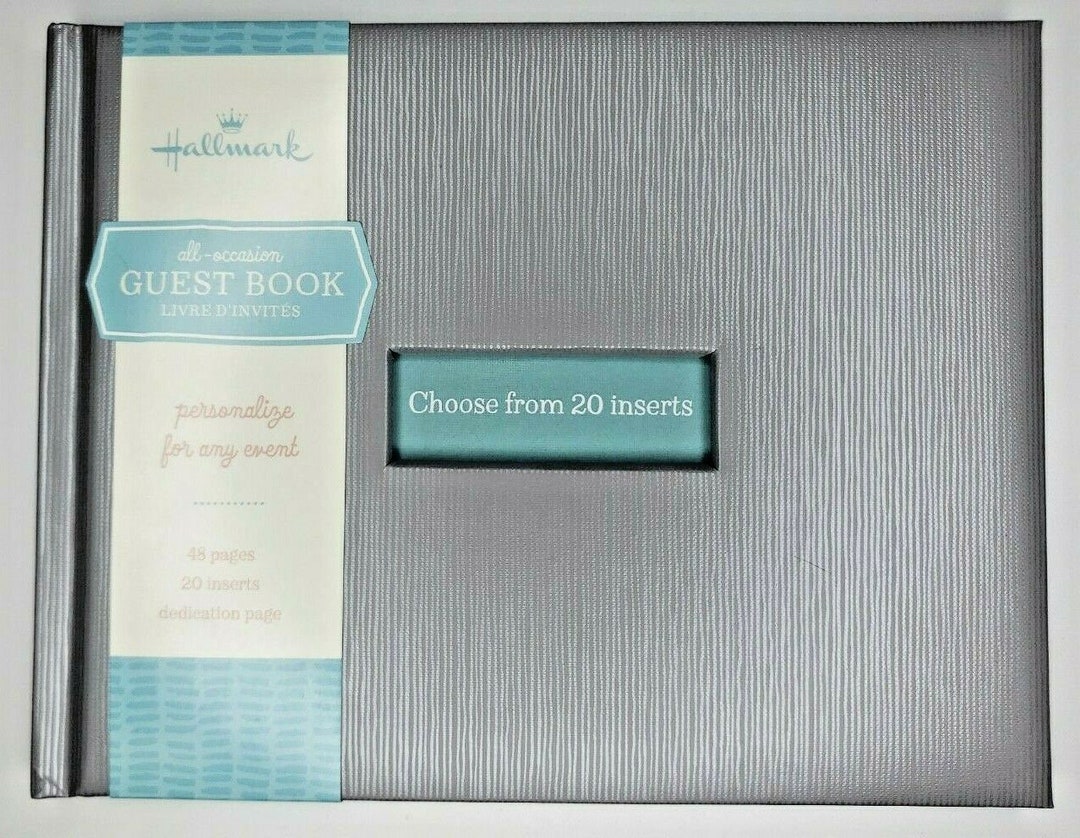 Hallmark
all-occasion
GUEST BOOK
LIVRE D'INVITÉS
personalize
for any event
48 pages
20 inserts
dedication page
Choose from 20 inserts